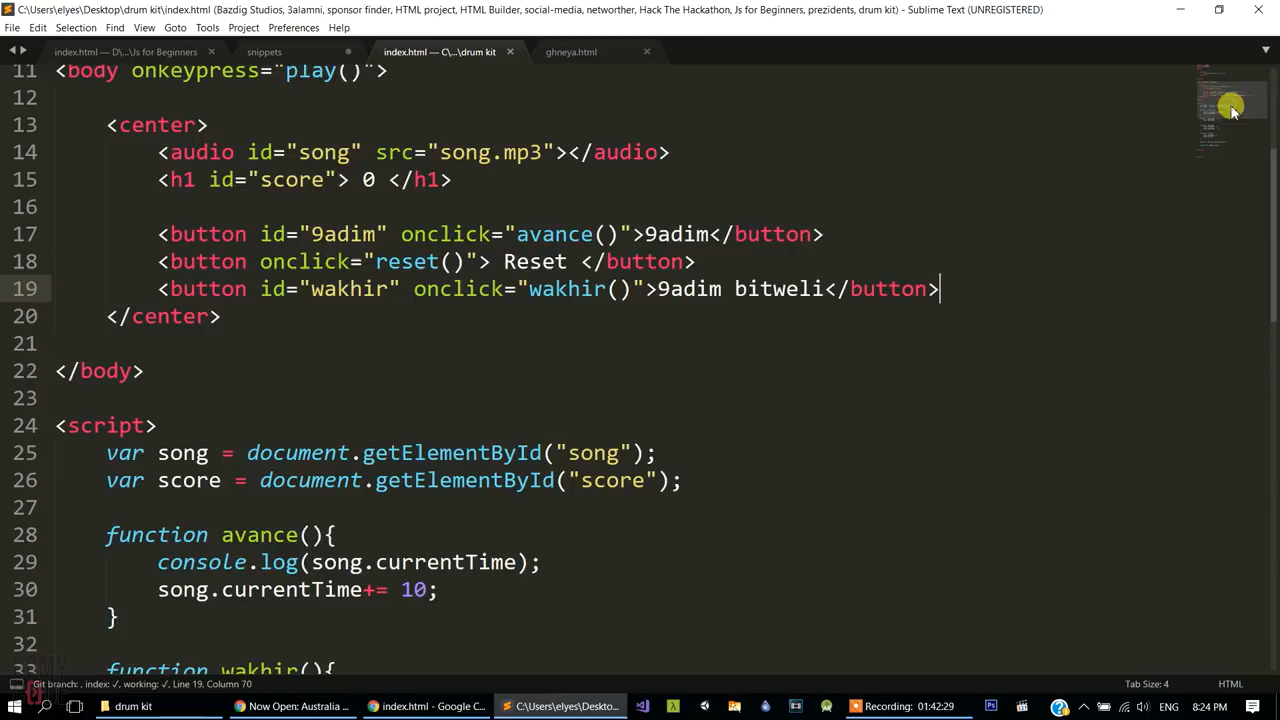 C:\Users\elyes\Desktop\drum kit\index.html (Bazdig Studios, 3alamni, sponsor finder, HTML project, HTML Builder, social-media, networther, Hack The Hackathon, Js for Beginners, prezidents, drum kit) - Sublime Text (UNREGISTERED)
File Edit Selection Find View Goto Tools Project Preferences Help
index.html — D\...\Js for Beginners snippets index.html — C\...\drum kit ghneya.html
11 <body onkeypress="play()">
12
13 <center>
14 <audio id="song" src="song.mp3"></audio>
15 <h1 id="score"> 0 </h1>
16
17 <button id="9adim" onclick="avance()">9adim</button>
18 <button onclick="reset()"> Reset </button>
19 <button id="wakhir" onclick="wakhir()">9adim bitweli</button>
20 </center>
21
22 </body>
23
24 <script>
25 var song = document.getElementById("song");
26 var score = document.getElementById("score");
27
28 function avance(){
29 console.log(song.currentTime);
30 song.currentTime+= 10;
31 }
32
33 function wakhir(){
Git branch: , index: ✓, working: ✓, Line 19, Column 70 Tab Size: 4 HTML
drum kit Now Open: Australia ... index.html - Google C... C:\Users\elyes\Deskto... Recording: 01:42:29 ENG 8:24 PM